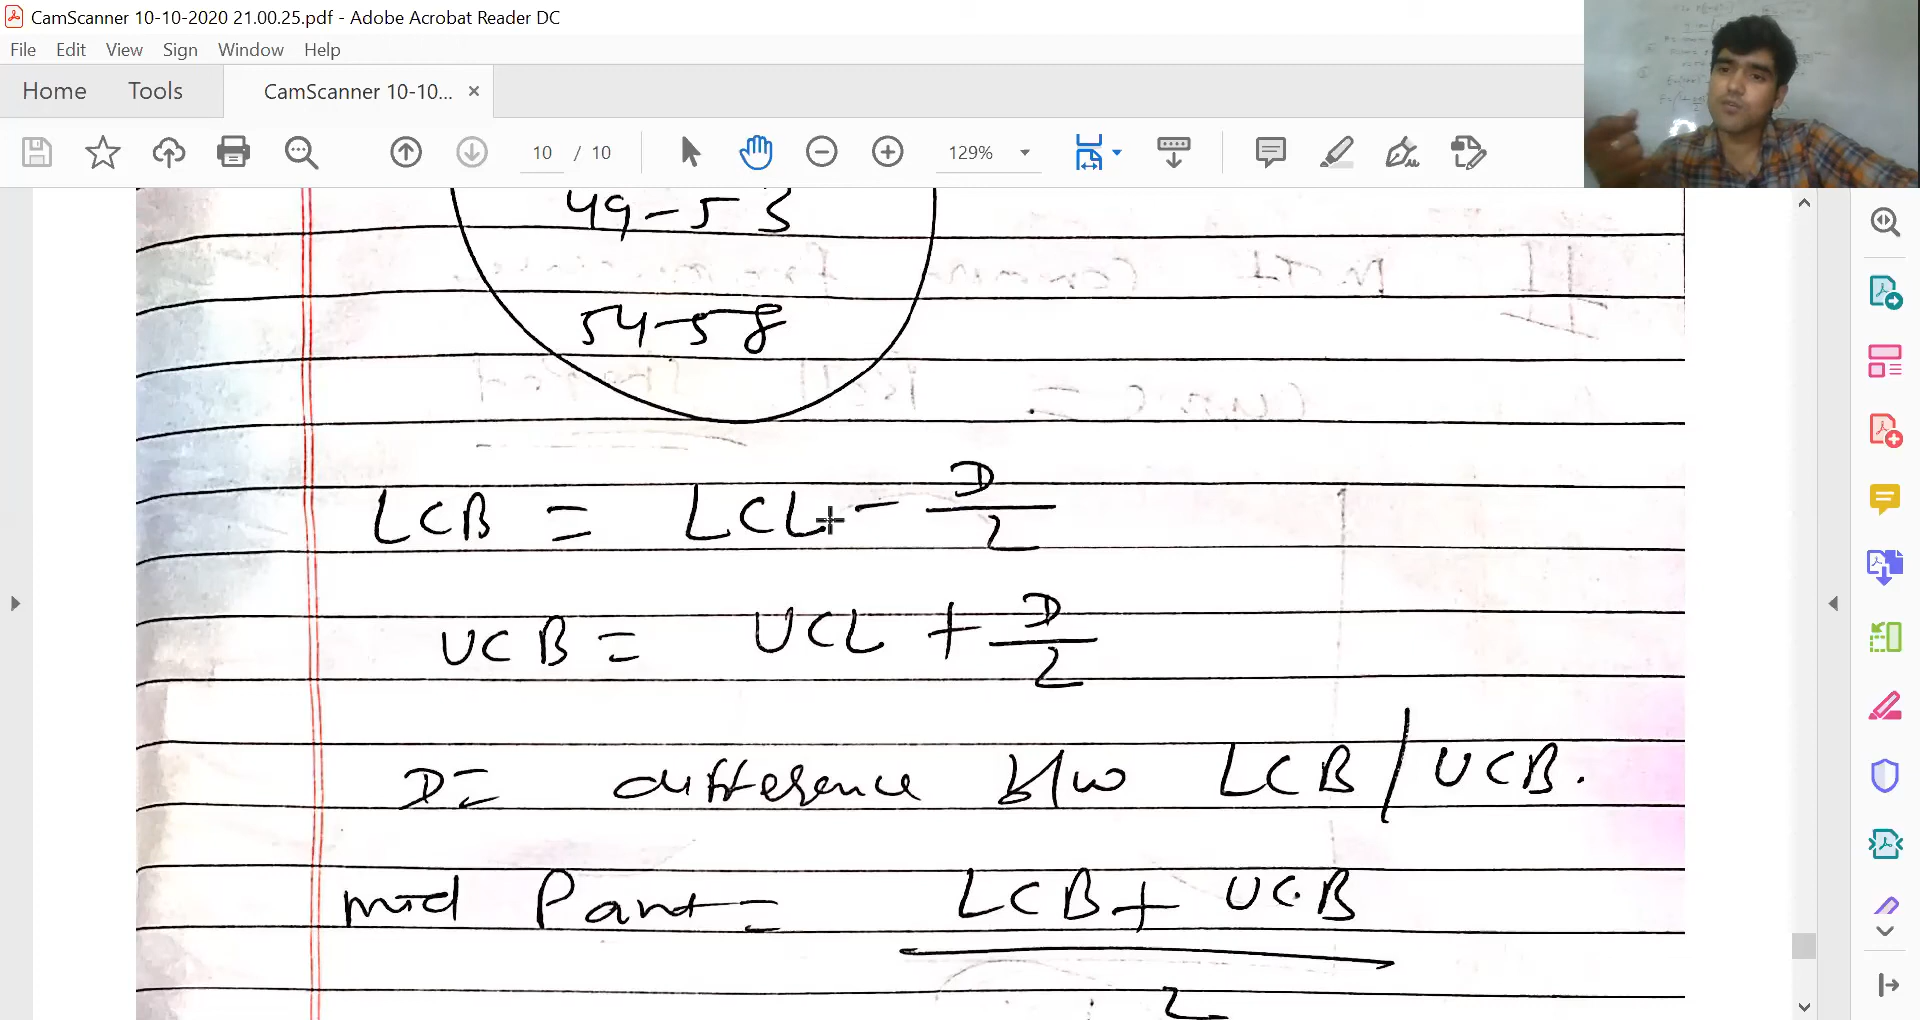 CamScanner 10-10-2020 21.00.25.pdf - Adobe Acrobat Reader DC
File Edit View Sign Window Help
Home Tools CamScanner 10-10... ×
10 / 10 129%
49-53
54-58
LCB = LCL - D/2
UCB = UCL + D/2
D = difference b/w LCB / UCB.
mid Point = LCB + UCB
2